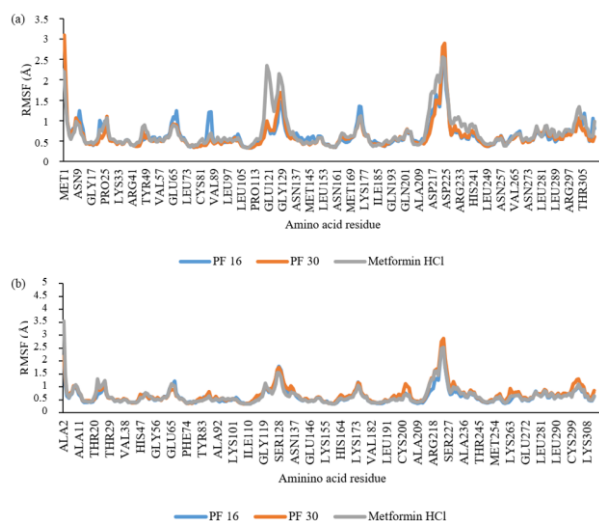 (a)
3.5
3
2.5
2
1.5
1
0.5
0
RMSF (Å)
MET1 ASN9 GLY17 PRO25 LYS33 ARG41 TYR49 VAL57 GLU65 LEU73 CYS81 VAL89 LEU97 LEU105 PRO113 GLU121 GLY129 ASN137 MET145 LEU153 ASN161 MET169 LYS177 ILE185 GLN193 GLN201 ALA209 ASP217 ASP225 ARG233 HIS241 LEU249 ASN257 VAL265 ASN273 LEU281 LEU289 ARG297 THR305
Amino acid residue
PF 16 PF 30 Metformin HCl
(b)
5
4.5
4
3.5
3
2.5
2
1.5
1
0.5
0
RMSF (Å)
ALA2 ALA11 THR20 THR29 VAL38 HIS47 GLY56 GLU65 PHE74 TYR83 ALA92 LYS101 ILE110 GLY119 SER128 ASN137 GLU146 LYS155 HIS164 LYS173 VAL182 LEU191 CYS200 ALA209 ARG218 SER227 ALA236 THR245 MET254 LYS263 GLU272 LEU281 LEU290 CYS299 LYS308
Aminino acid residue
PF 16 PF 30 Metformin HCl